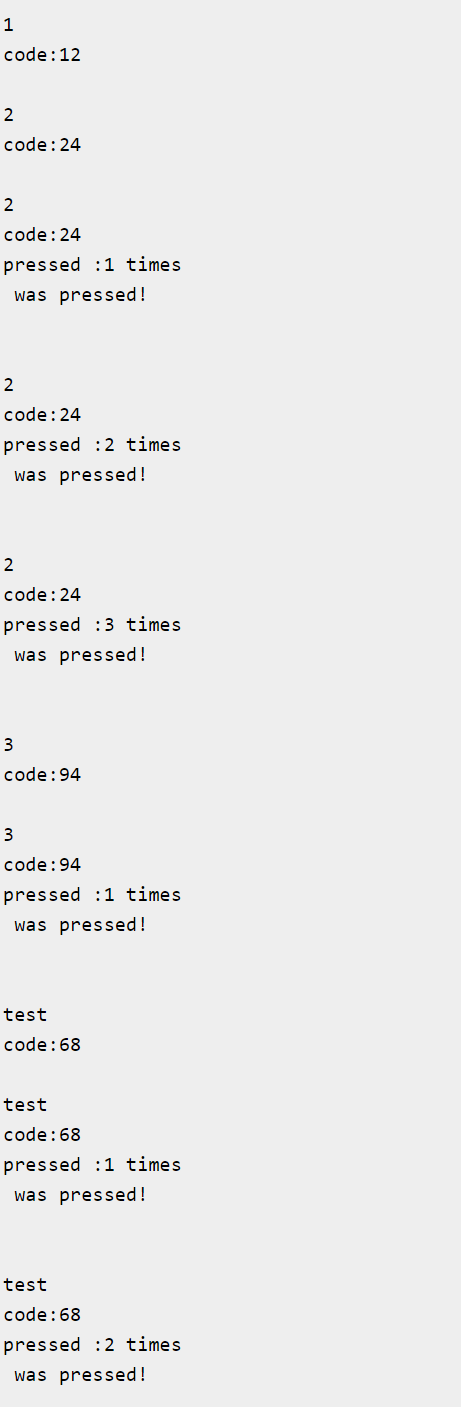 1
code:12
2
code:24
2
code:24
pressed :1 times
was pressed!
2
code:24
pressed :2 times
was pressed!
2
code:24
pressed :3 times
was pressed!
3
code:94
3
code:94
pressed :1 times
was pressed!
test
code:68
test
code:68
pressed :1 times
was pressed!
test
code:68
pressed :2 times
was pressed!